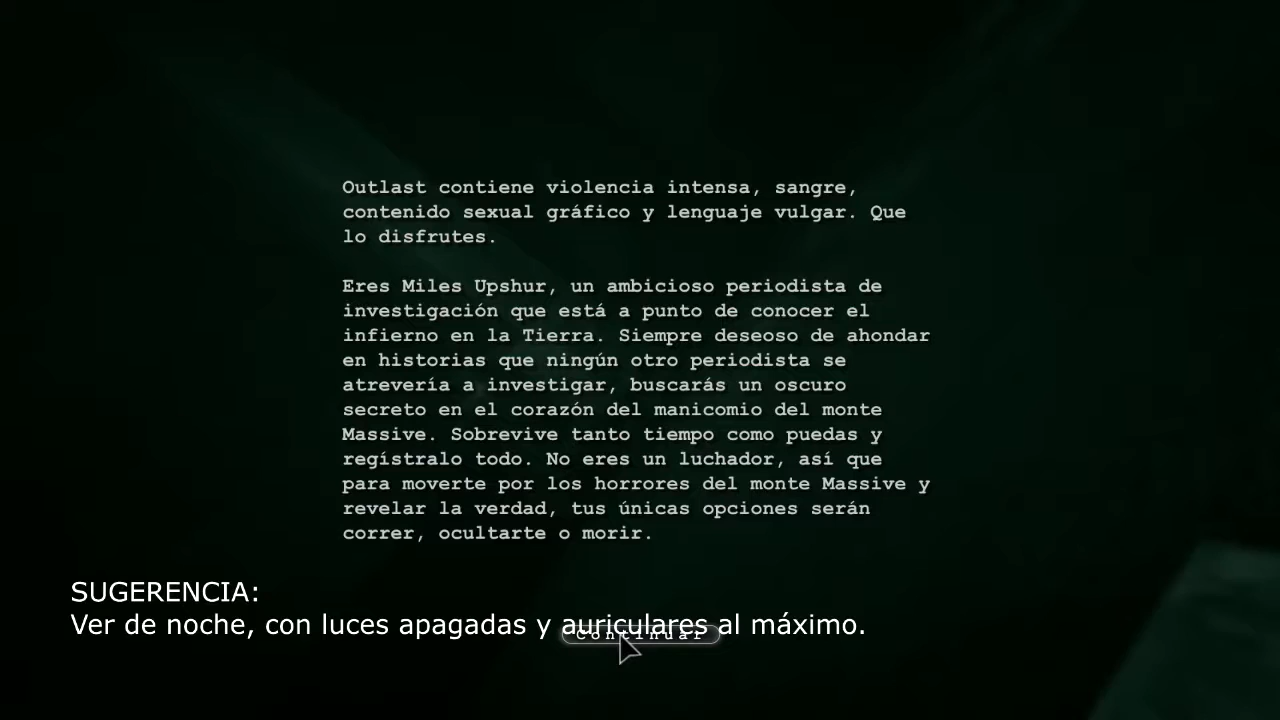 Outlast contiene violencia intensa, sangre,
contenido sexual gráfico y lenguaje vulgar. Que
lo disfrutes.
Eres Miles Upshur, un ambicioso periodista de
investigación que está a punto de conocer el
infierno en la Tierra. Siempre deseoso de ahondar
en historias que ningún otro periodista se
atrevería a investigar, buscarás un oscuro
secreto en el corazón del manicomio del monte
Massive. Sobrevive tanto tiempo como puedas y
regístralo todo. No eres un luchador, así que
para moverte por los horrores del monte Massive y
revelar la verdad, tus únicas opciones serán
correr, ocultarte o morir.
SUGERENCIA:
Ver de noche, con luces apagadas y auriculares al máximo.
Continuar